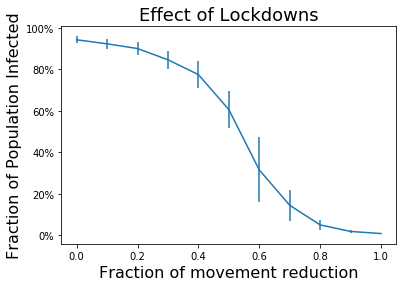 Effect of Lockdowns
Fraction of Population Infected
100%
80%
60%
40%
20%
0%
0.0 0.2 0.4 0.6 0.8 1.0
Fraction of movement reduction